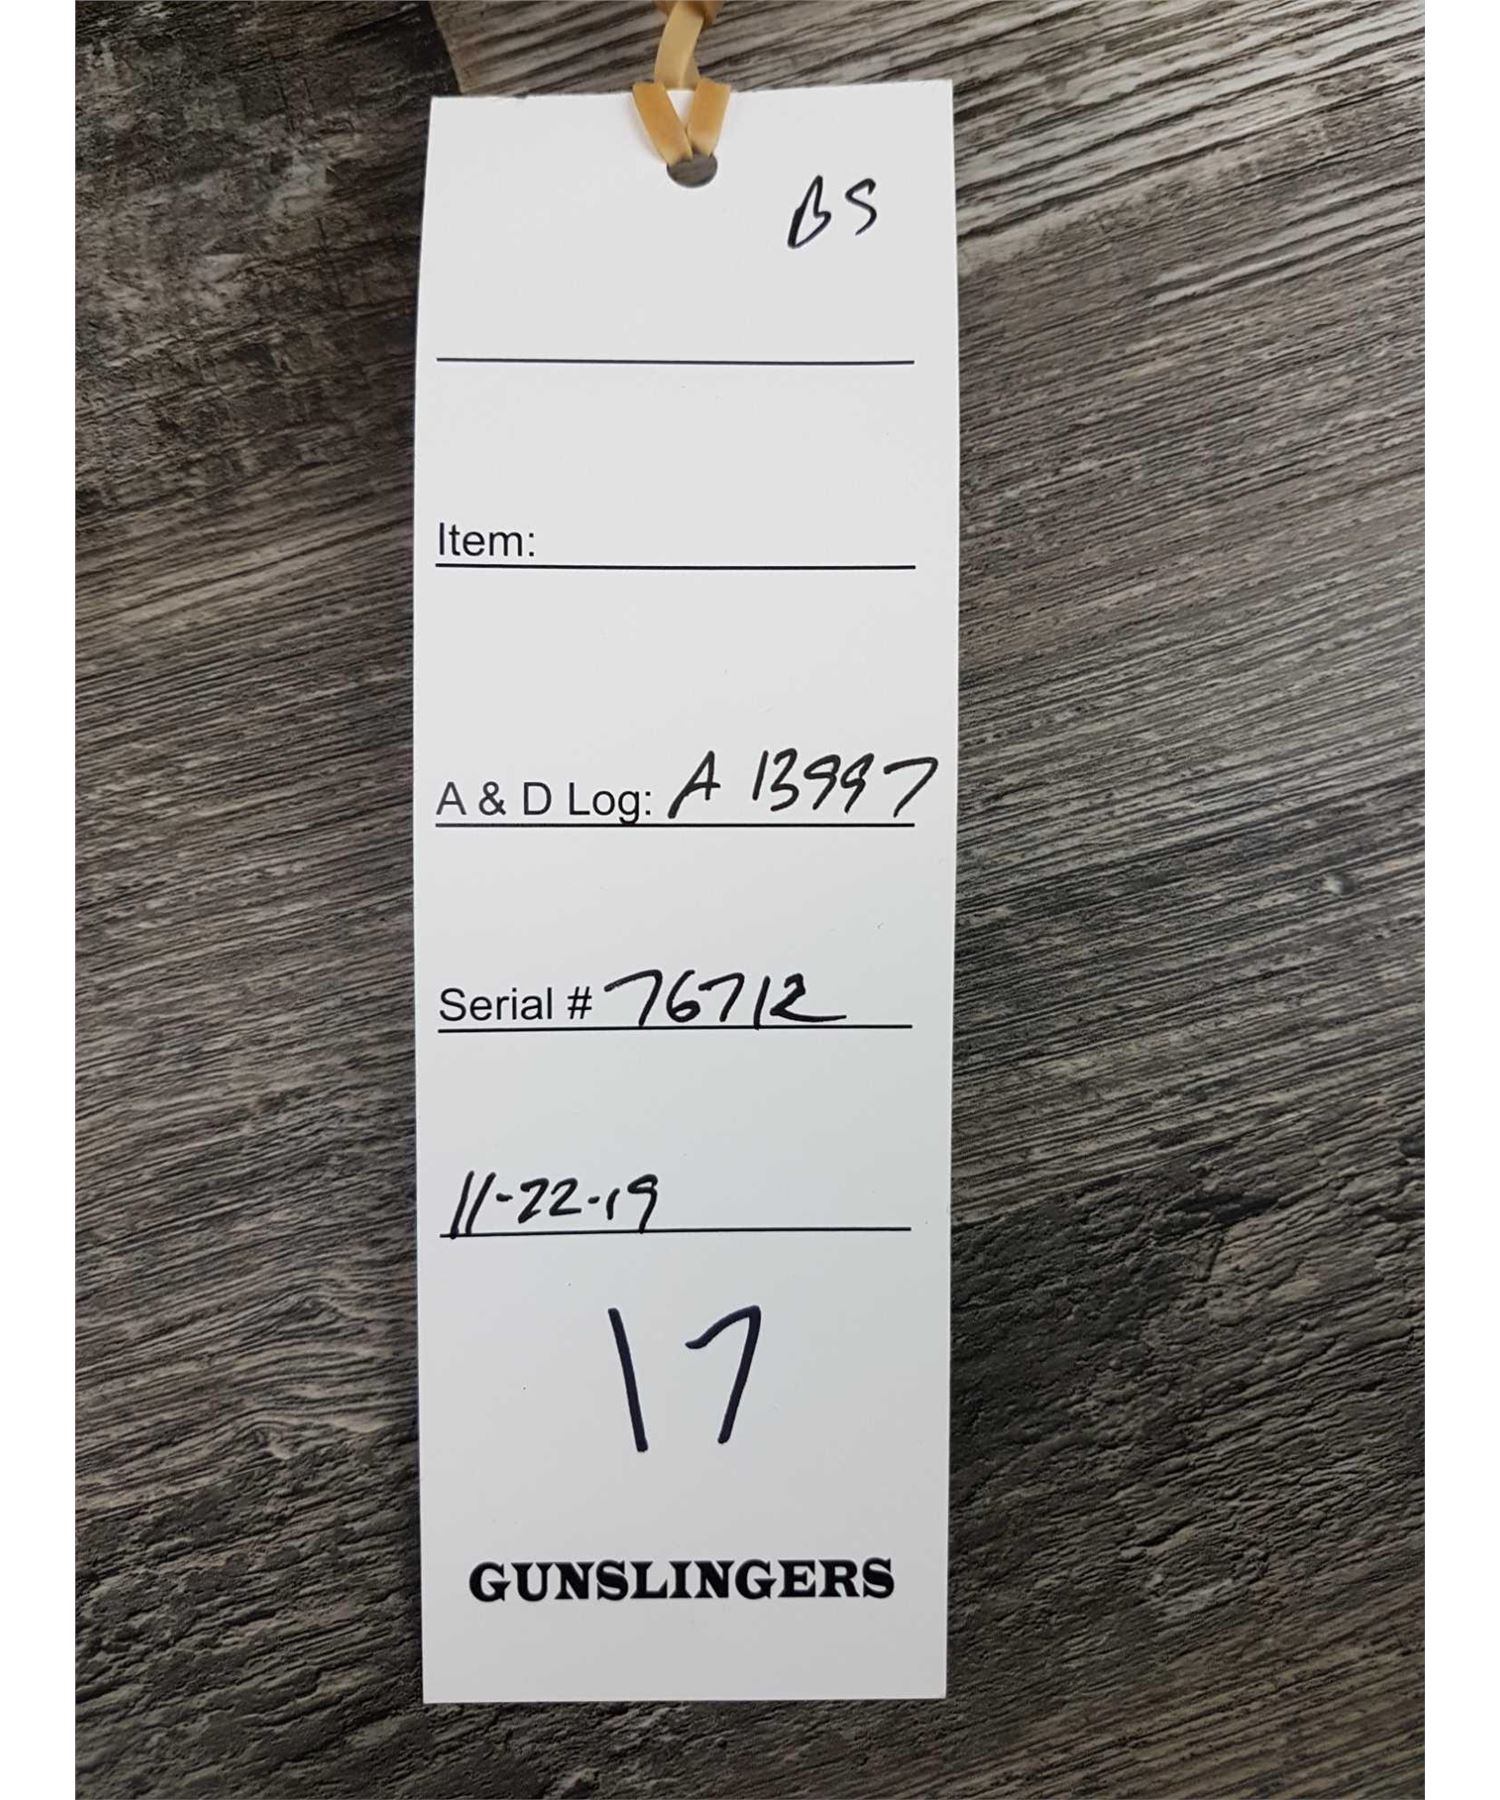 BS
Item:
A & D Log: A 13997
Serial # 76712
11-22-19
17
GUNSLINGERS